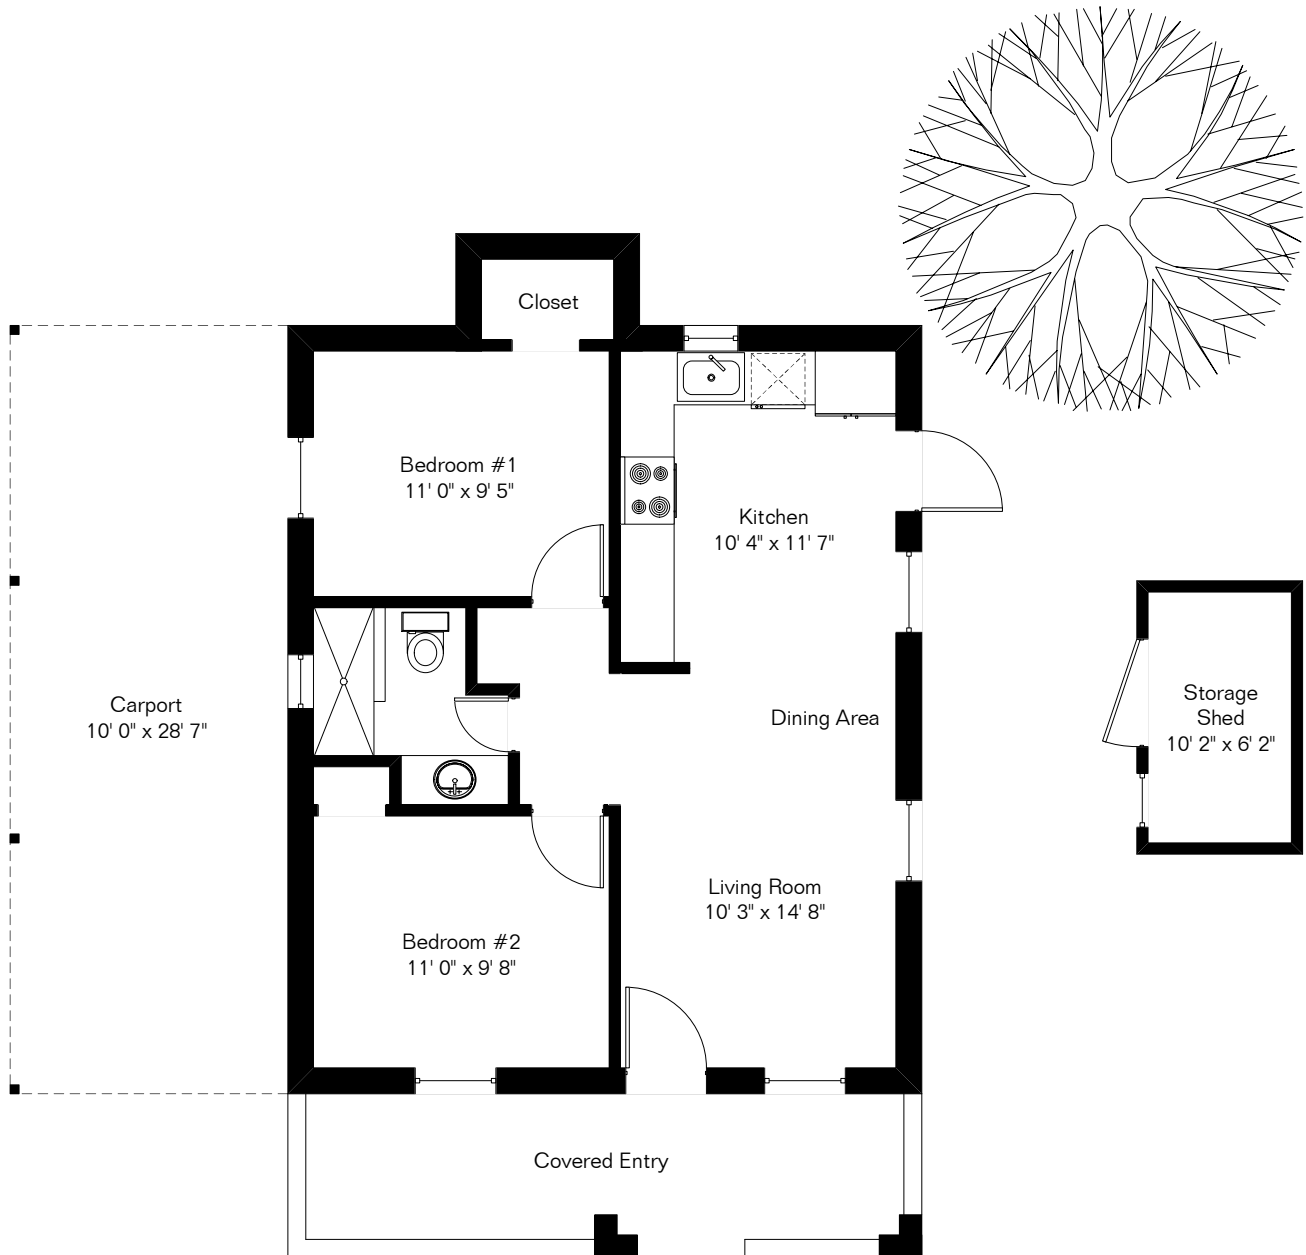 Closet
Bedroom #1
11' 0" x 9' 5"
Kitchen
10' 4" x 11' 7"
Carport
10' 0" x 28' 7"
Dining Area
Storage
Shed
10' 2" x 6' 2"
Living Room
10' 3" x 14' 8"
Bedroom #2
11' 0" x 9' 8"
Covered Entry